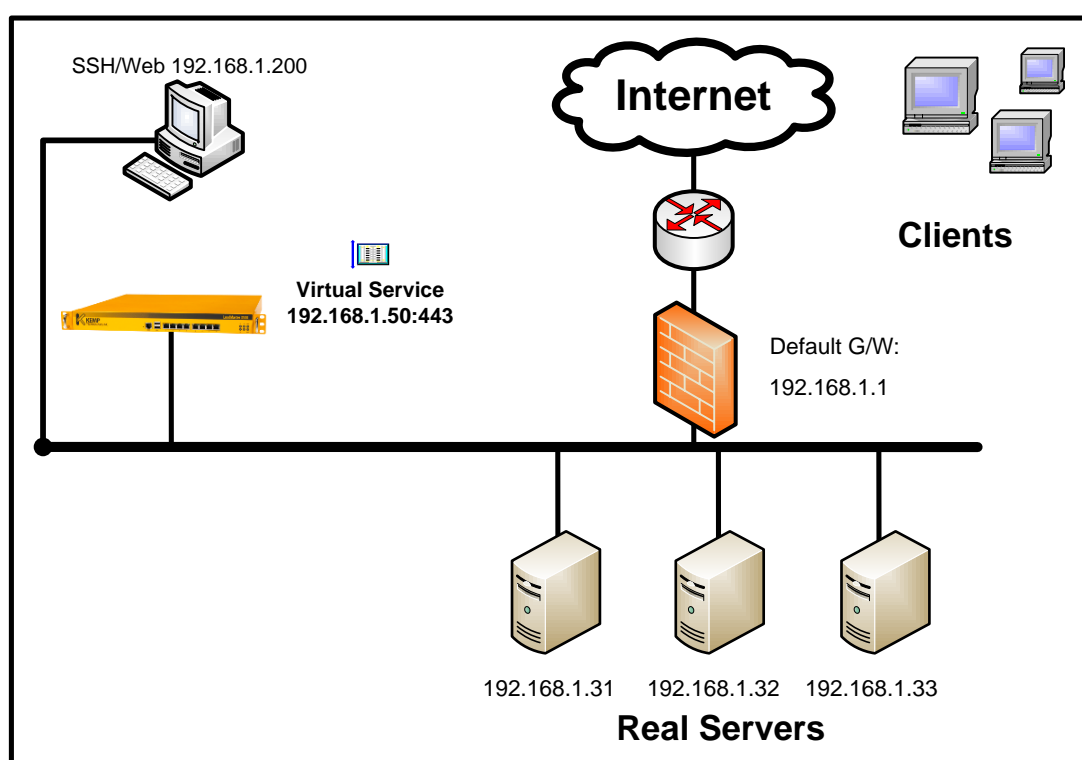 SSH/Web 192.168.1.200
Internet
Clients
Virtual Service
192.168.1.50:443
KEMP
Default G/W:
192.168.1.1
192.168.1.31
192.168.1.32
192.168.1.33
Real Servers